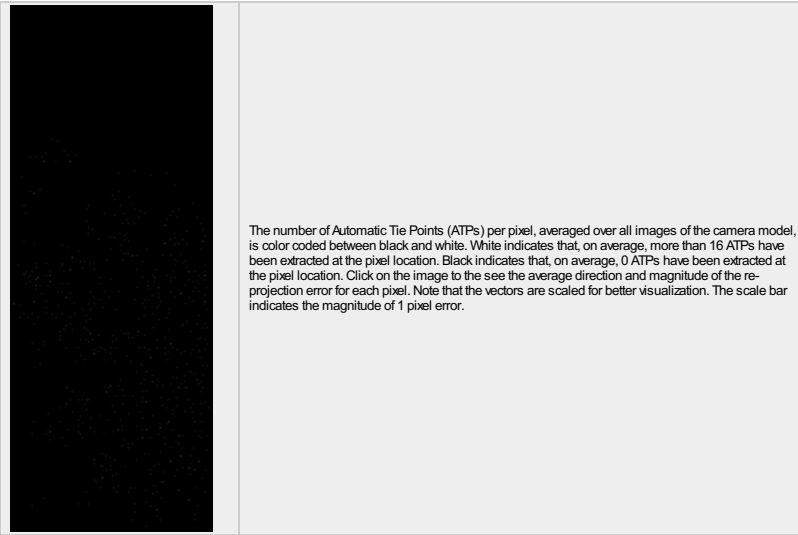 The number of Automatic Tie Points (ATPs) per pixel, averaged over all images of the camera model,
is color coded between black and white. White indicates that, on average, more than 16 ATPs have
been extracted at the pixel location. Black indicates that, on average, 0 ATPs have been extracted at
the pixel location. Click on the image to the see the average direction and magnitude of the re-
projection error for each pixel. Note that the vectors are scaled for better visualization. The scale bar
indicates the magnitude of 1 pixel error.